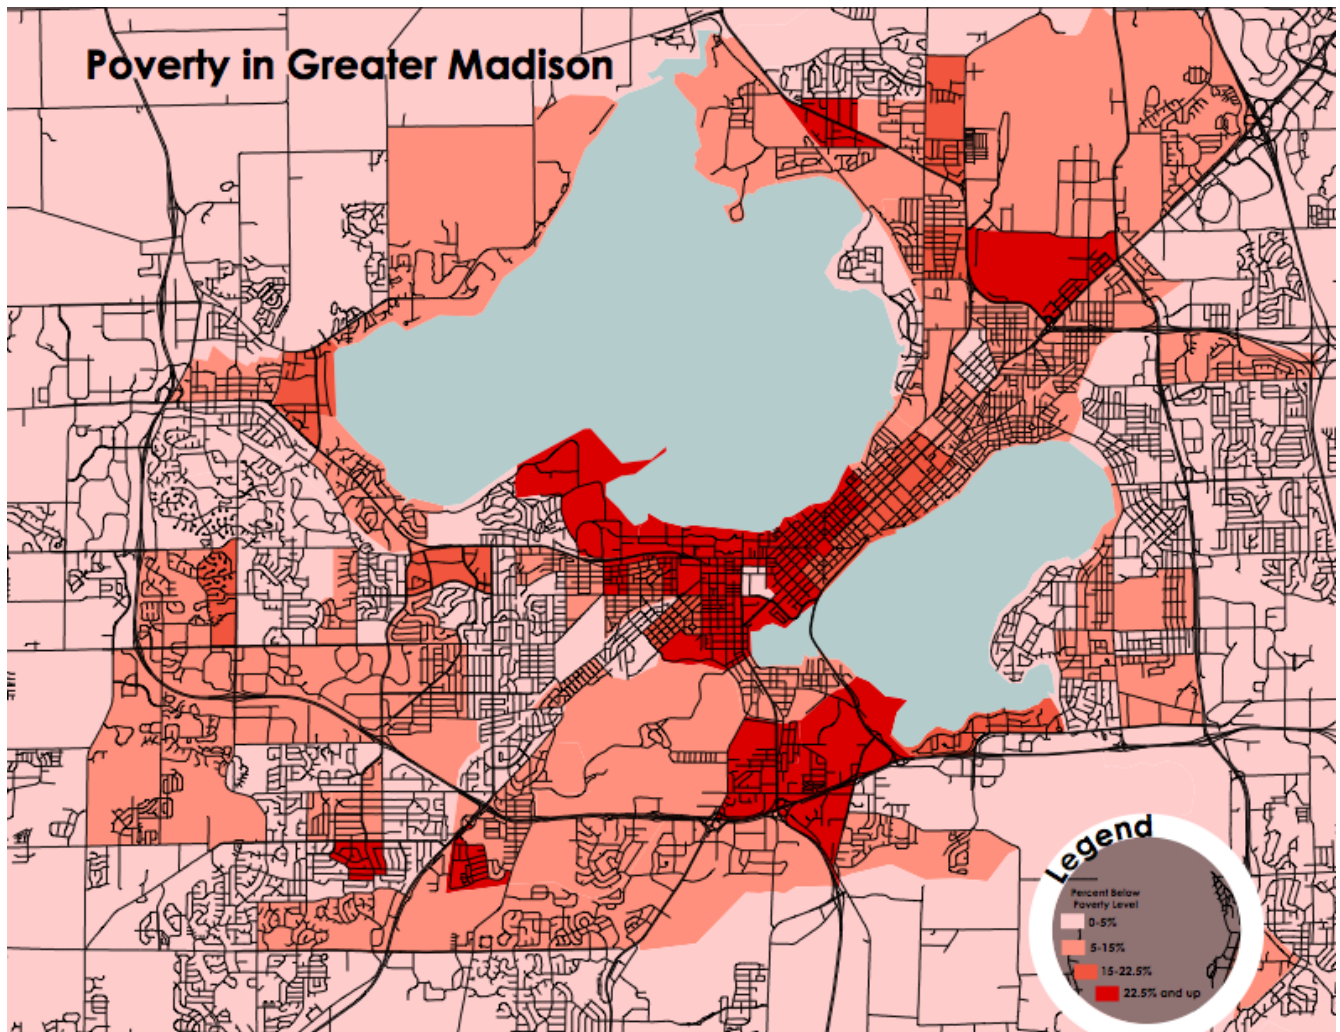 Poverty in Greater Madison
Legend
Percent Below
Poverty Level
0-5%
5-15%
15-22.5%
22.5% and up